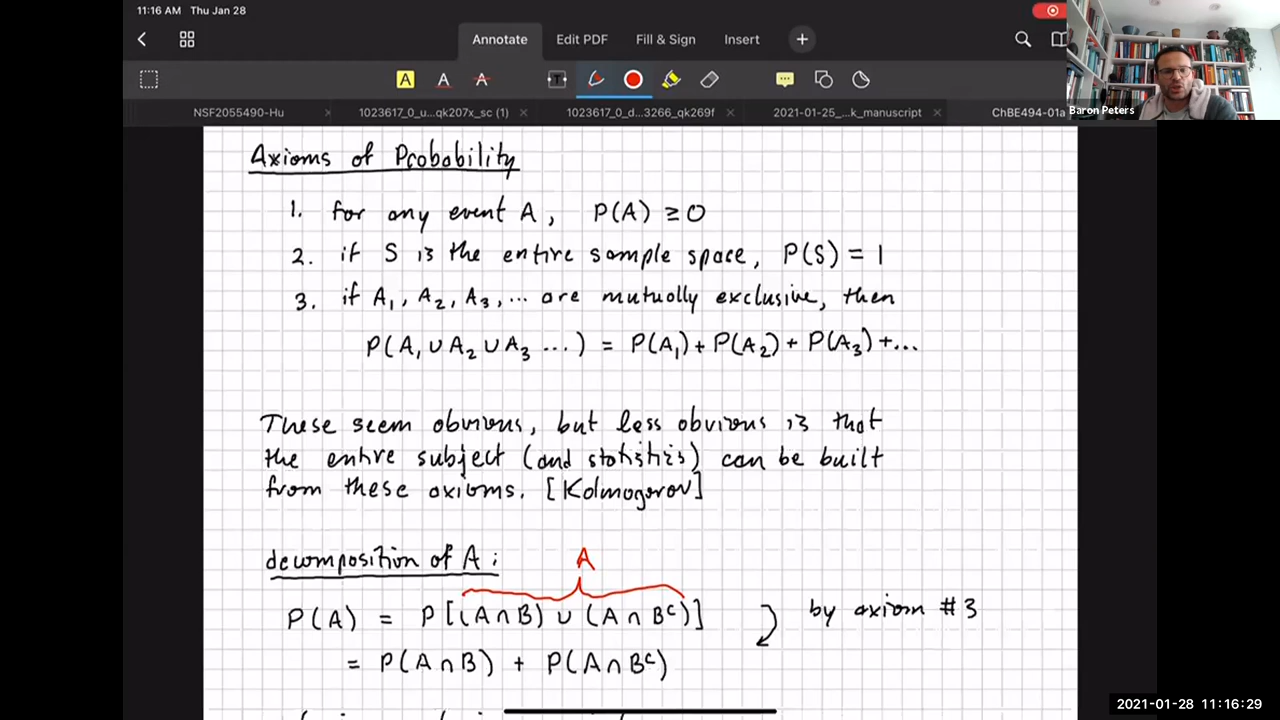 11:16 AM Thu Jan 28
Annotate Edit PDF Fill & Sign Insert
A A A T
NSF2055490-Hu 1023617_0_u...qk207x_sc (1) 1023617_0_d...3266_qk269f 2021-01-25_...k_manuscript ChBE494-01a
Baron Peters
Axioms of Probability
1. for any event A, P(A) ≥ 0
2. if S is the entire sample space, P(S) = 1
3. if A₁, A₂, A₃, ... are mutually exclusive, then
P(A₁ ∪ A₂ ∪ A₃ ...) = P(A₁) + P(A₂) + P(A₃) + ...
These seem obvious, but less obvious is that
the entire subject (and statistics) can be built
from these axioms. [Kolmogorov]
decomposition of A: A
P(A) = P[(A∩B) ∪ (A∩Bᶜ)] by axiom #3
= P(A∩B) + P(A∩Bᶜ)
2021-01-28 11:16:29